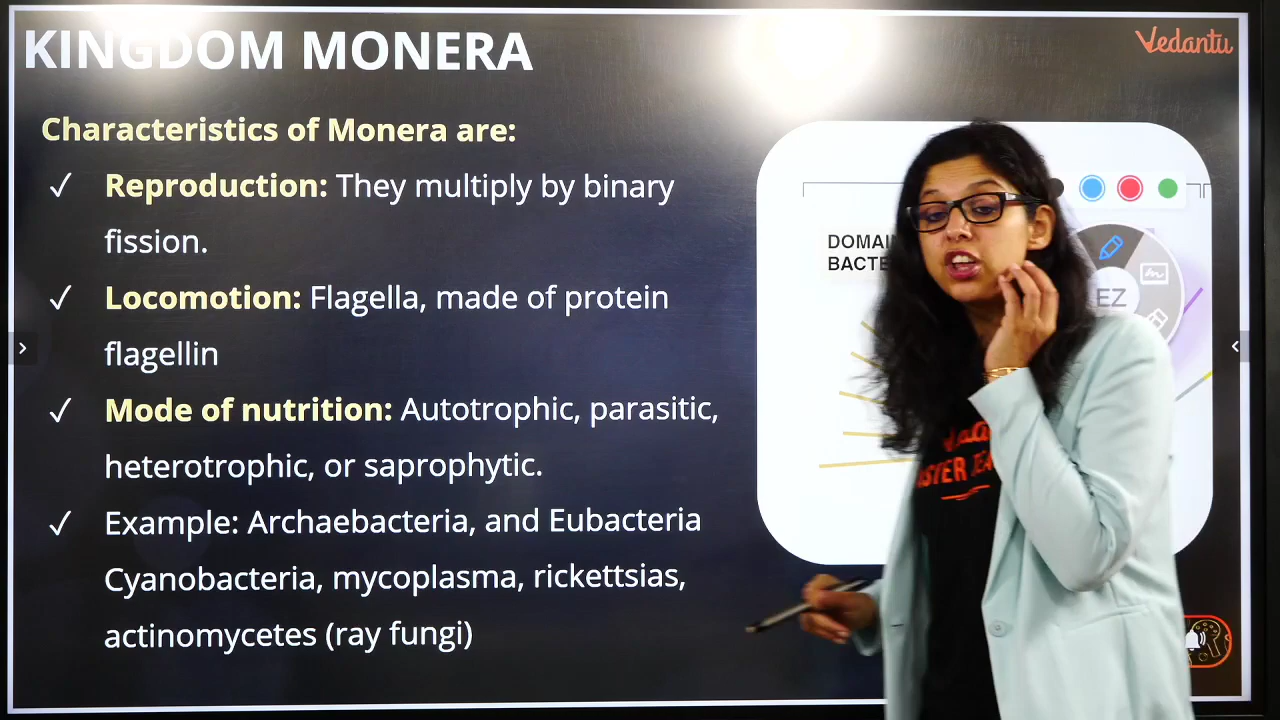 KINGDOM MONERA
Vedantu
Characteristics of Monera are:
✓ Reproduction: They multiply by binary
fission.
✓ Locomotion: Flagella, made of protein
flagellin
✓ Mode of nutrition: Autotrophic, parasitic,
heterotrophic, or saprophytic.
✓ Example: Archaebacteria, and Eubacteria
Cyanobacteria, mycoplasma, rickettsias,
actinomycetes (ray fungi)
EZ